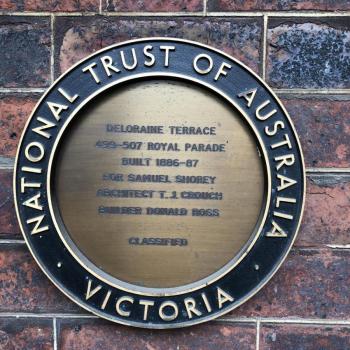 NATIONAL TRUST OF AUSTRALIA
DELORAINE TERRACE
499-507 ROYAL PARADE
BUILT 1886-87
FOR SAMUEL SHOREY
ARCHITECT T.J. CROUCH
BUILDER DONALD ROSS
CLASSIFIED
· VICTORIA ·